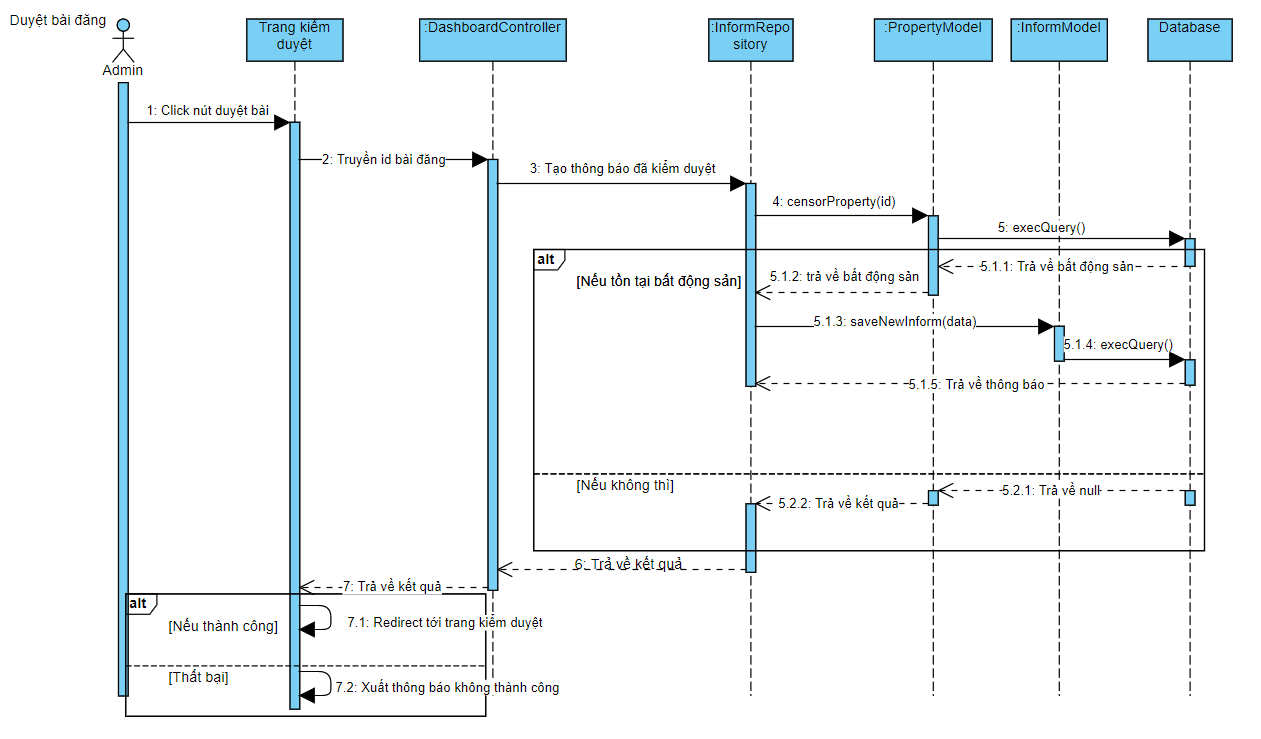 Duyệt bài đăng
Admin
Trang kiểm
duyệt
:DashboardController
:InformRepo
sitory
:PropertyModel
:InformModel
Database
1: Click nút duyệt bài
2: Truyền id bài đăng
3: Tạo thông báo đã kiểm duyệt
4: censorProperty(id)
5: execQuery()
alt
[Nếu tồn tại bất động sản]
5.1.1: Trả về bất động sản
5.1.2: trả về bất động sản
5.1.3: saveNewInform(data)
5.1.4: execQuery()
5.1.5: Trả về thông báo
[Nếu không thì]
5.2.1: Trả về null
5.2.2: Trả về kết quả
6: Trả về kết quả
7: Trả về kết quả
alt
[Nếu thành công]
7.1: Redirect tới trang kiểm duyệt
[Thất bại]
7.2: Xuất thông báo không thành công